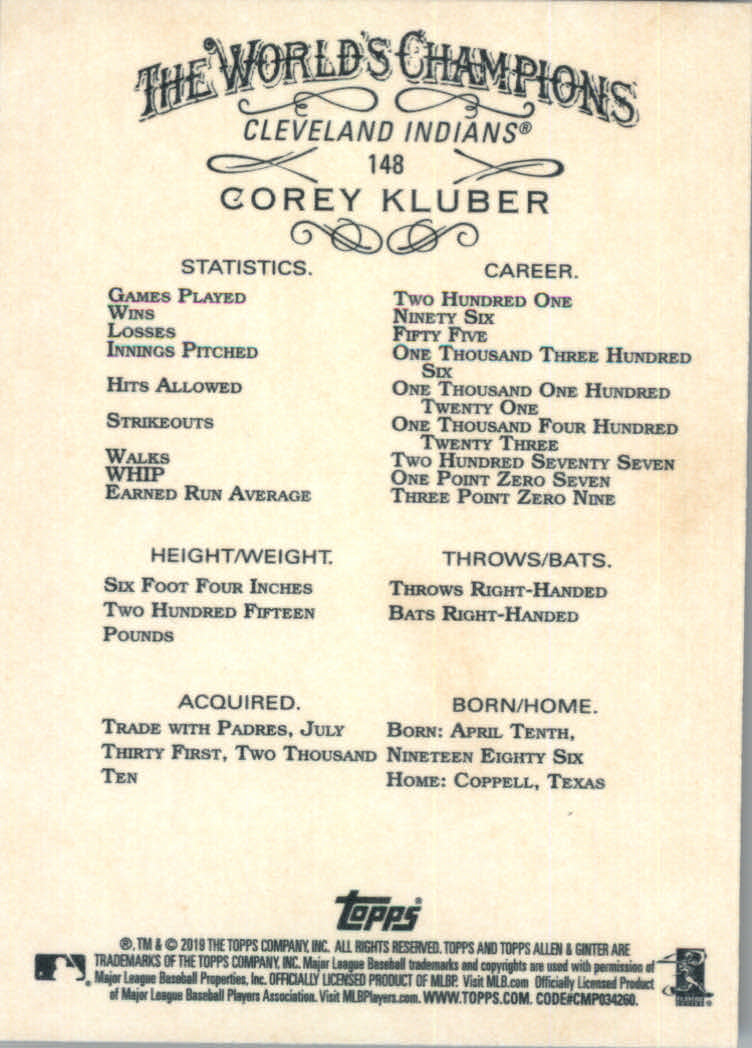 THE WORLD'S CHAMPIONS
CLEVELAND INDIANS®
148
COREY KLUBER
STATISTICS.
CAREER.
GAMES PLAYED
TWO HUNDRED ONE
WINS
NINETY SIX
LOSSES
FIFTY FIVE
INNINGS PITCHED
ONE THOUSAND THREE HUNDRED
SIX
HITS ALLOWED
ONE THOUSAND ONE HUNDRED
TWENTY ONE
STRIKEOUTS
ONE THOUSAND FOUR HUNDRED
TWENTY THREE
WALKS
TWO HUNDRED SEVENTY SEVEN
WHIP
ONE POINT ZERO SEVEN
EARNED RUN AVERAGE
THREE POINT ZERO NINE
HEIGHT/WEIGHT.
SIX FOOT FOUR INCHES
TWO HUNDRED FIFTEEN
POUNDS
THROWS/BATS.
THROWS RIGHT-HANDED
BATS RIGHT-HANDED
ACQUIRED.
TRADE WITH PADRES, JULY
THIRTY FIRST, TWO THOUSAND
TEN
BORN/HOME.
BORN: APRIL TENTH,
NINETEEN EIGHTY SIX
HOME: COPPELL, TEXAS
topps®
®, TM & © 2019 THE TOPPS COMPANY, INC. ALL RIGHTS RESERVED. TOPPS AND TOPPS ALLEN & GINTER ARE
TRADEMARKS OF THE TOPPS COMPANY, INC. Major League Baseball trademarks and copyrights are used with permission of
Major League Baseball Properties, Inc. OFFICIALLY LICENSED PRODUCT OF MLBP. Visit MLB.com Officially Licensed Product
of Major League Baseball Players Association. Visit MLBPlayers.com. WWW.TOPPS.COM. CODE#CMP034260.